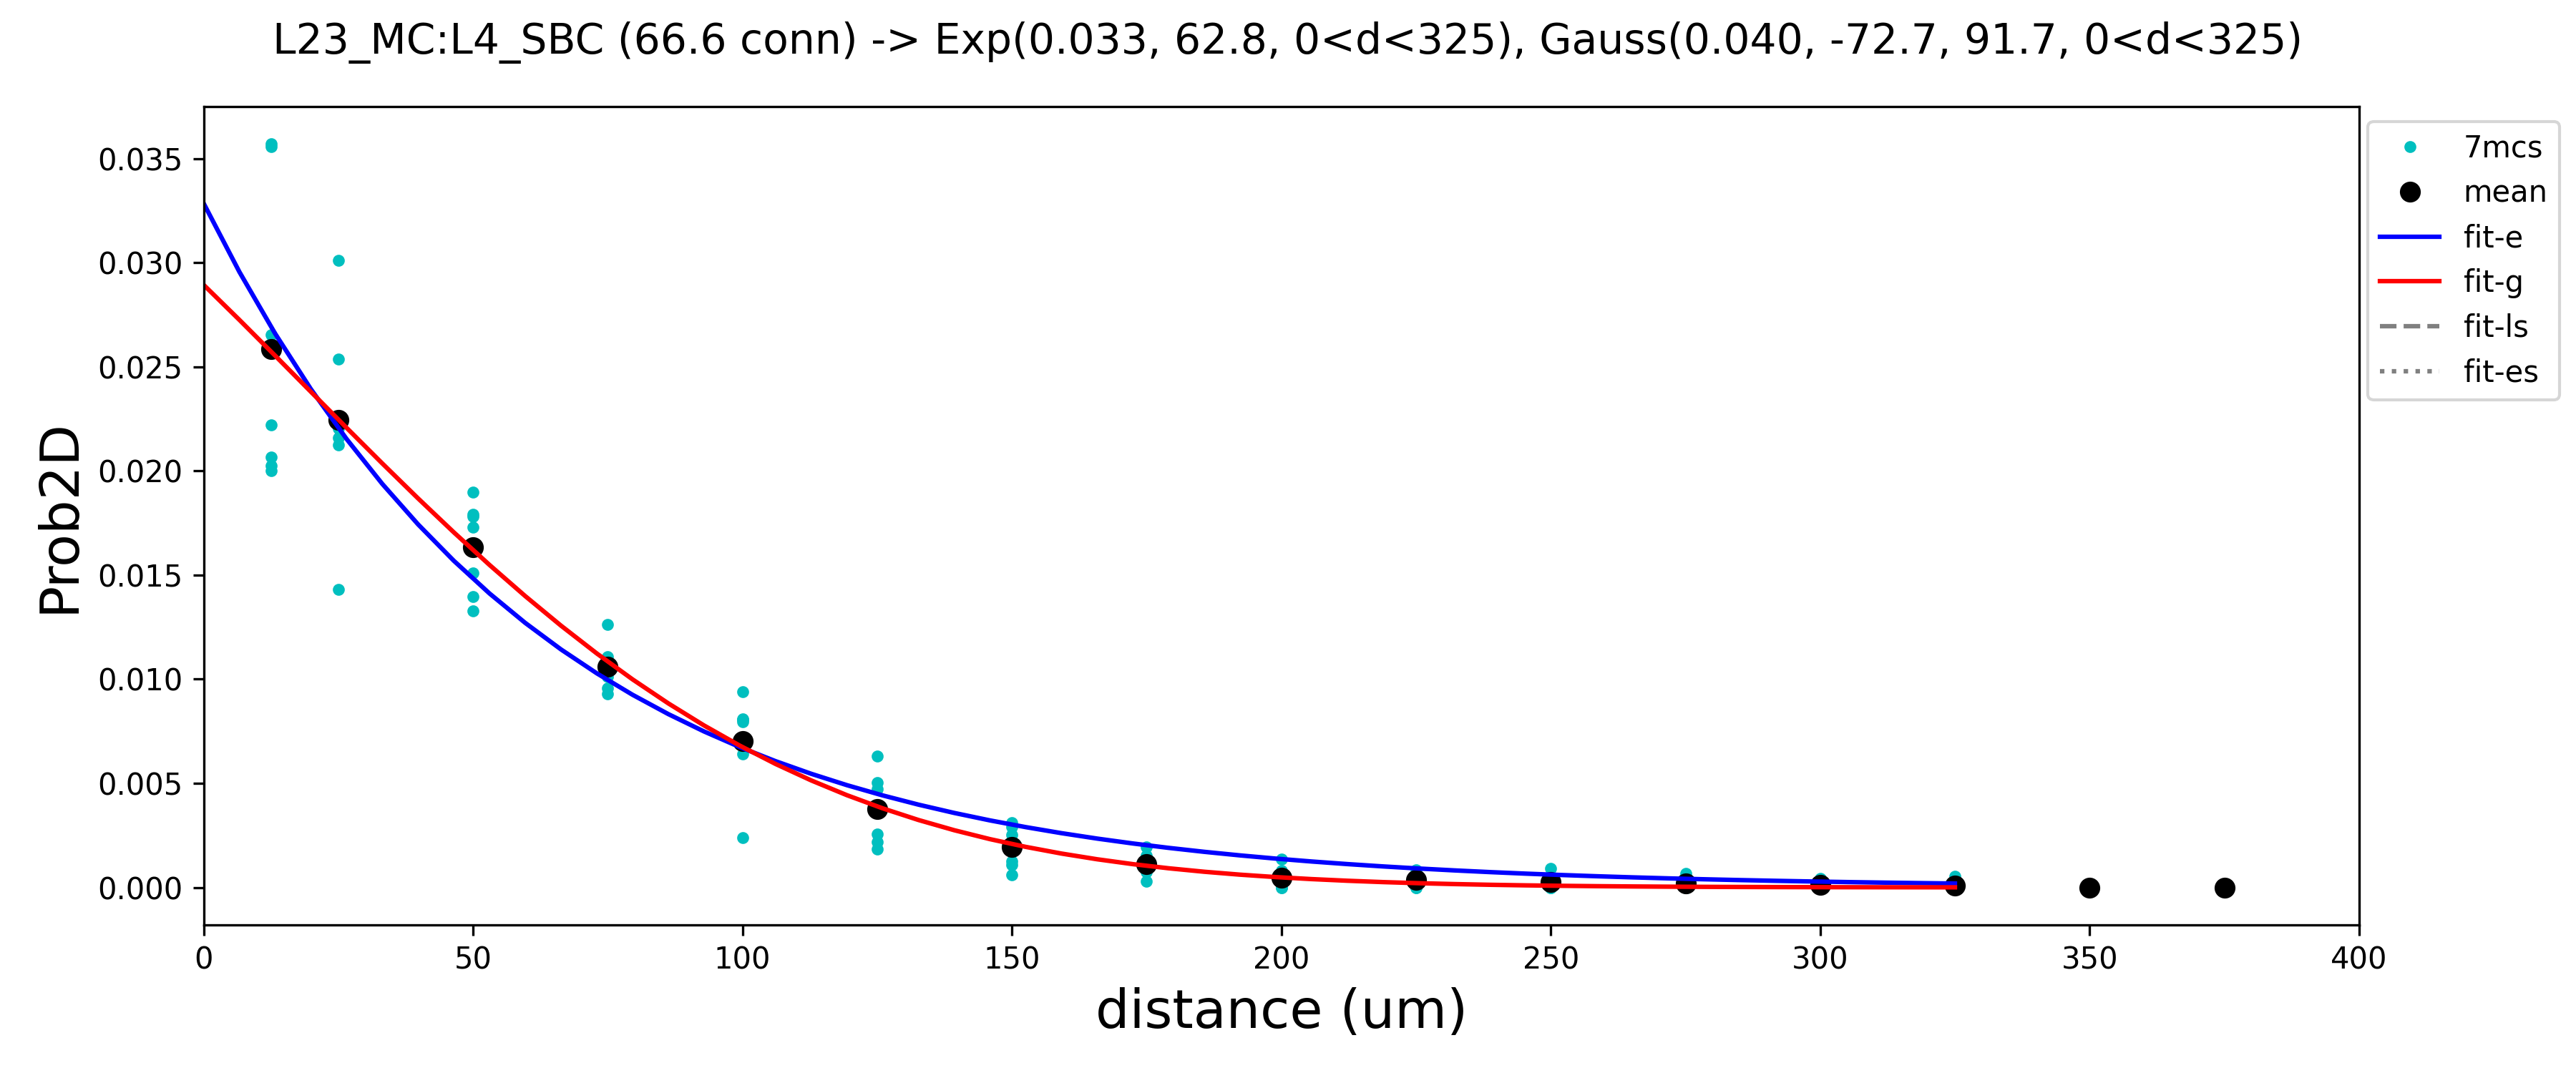 L23_MC:L4_SBC (66.6 conn) -> Exp(0.033, 62.8, 0<d<325), Gauss(0.040, -72.7, 91.7, 0<d<325)
0.035
0.030
0.025
0.020
0.015
0.010
0.005
0.000
Prob2D
0 50 100 150 200 250 300 350 400
distance (um)
7mcs
mean
fit-e
fit-g
fit-ls
fit-es